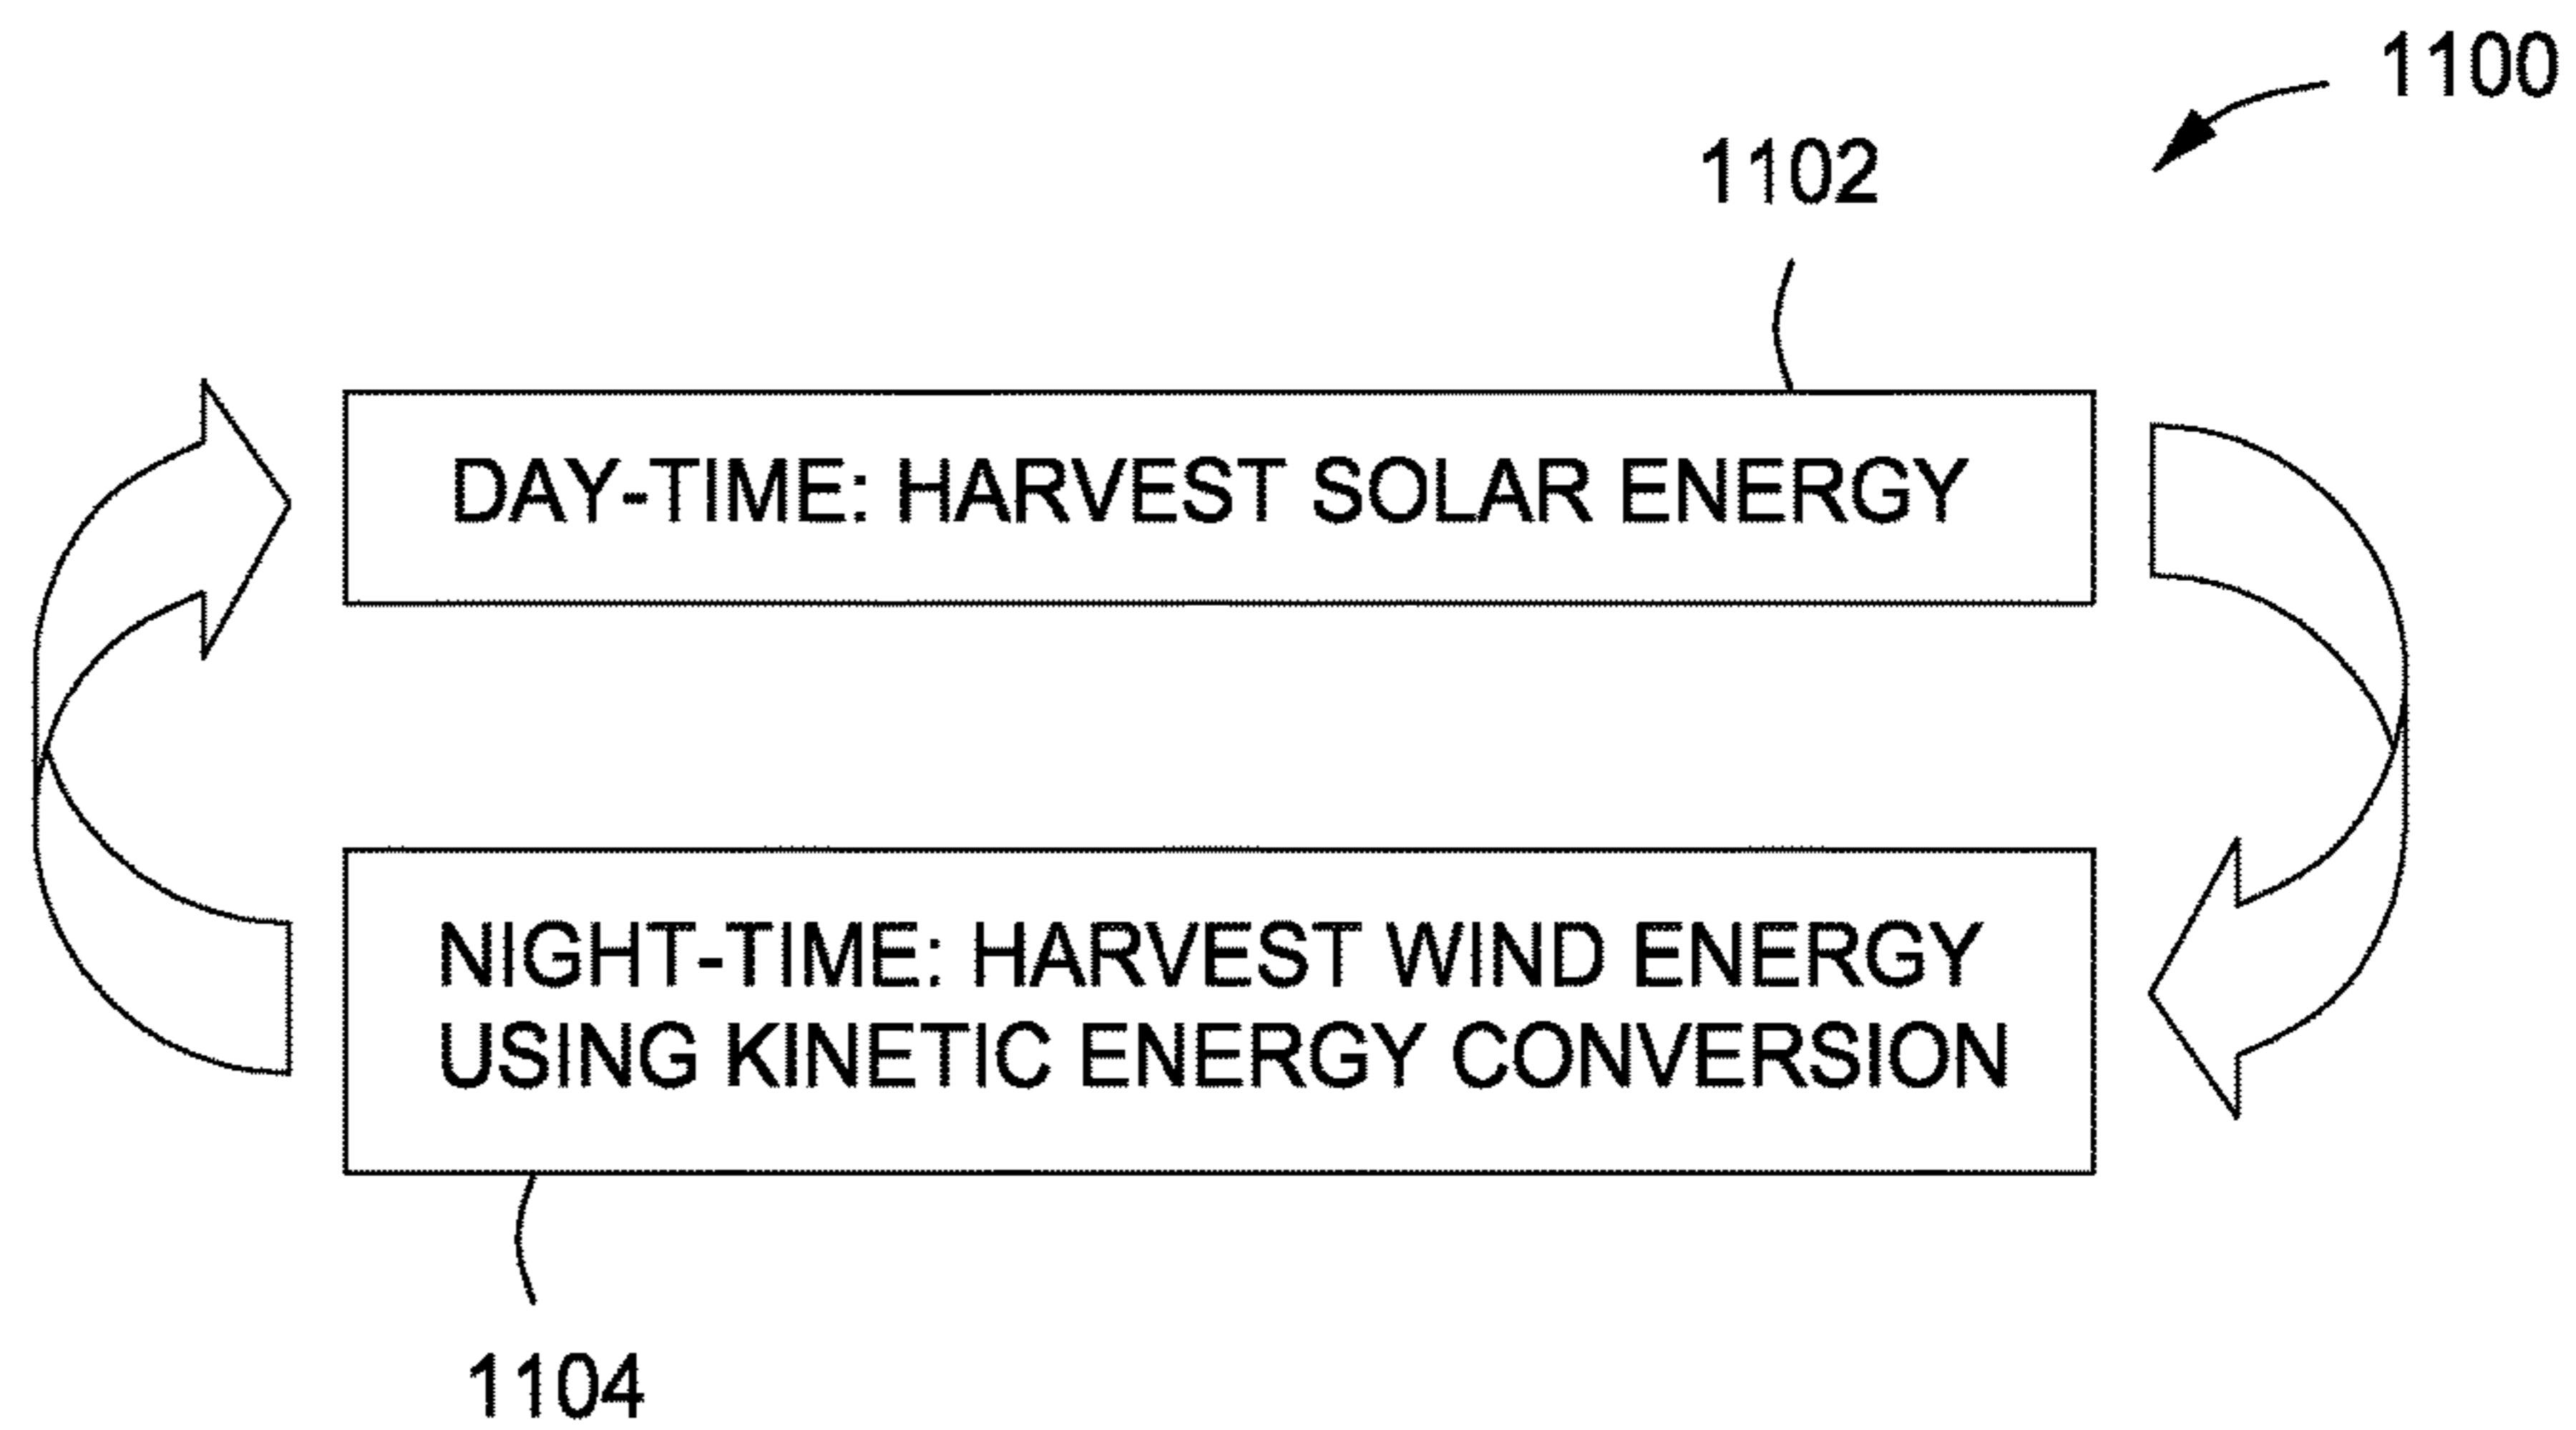 1100
1102
DAY-TIME: HARVEST SOLAR ENERGY
NIGHT-TIME: HARVEST WIND ENERGY
USING KINETIC ENERGY CONVERSION
1104